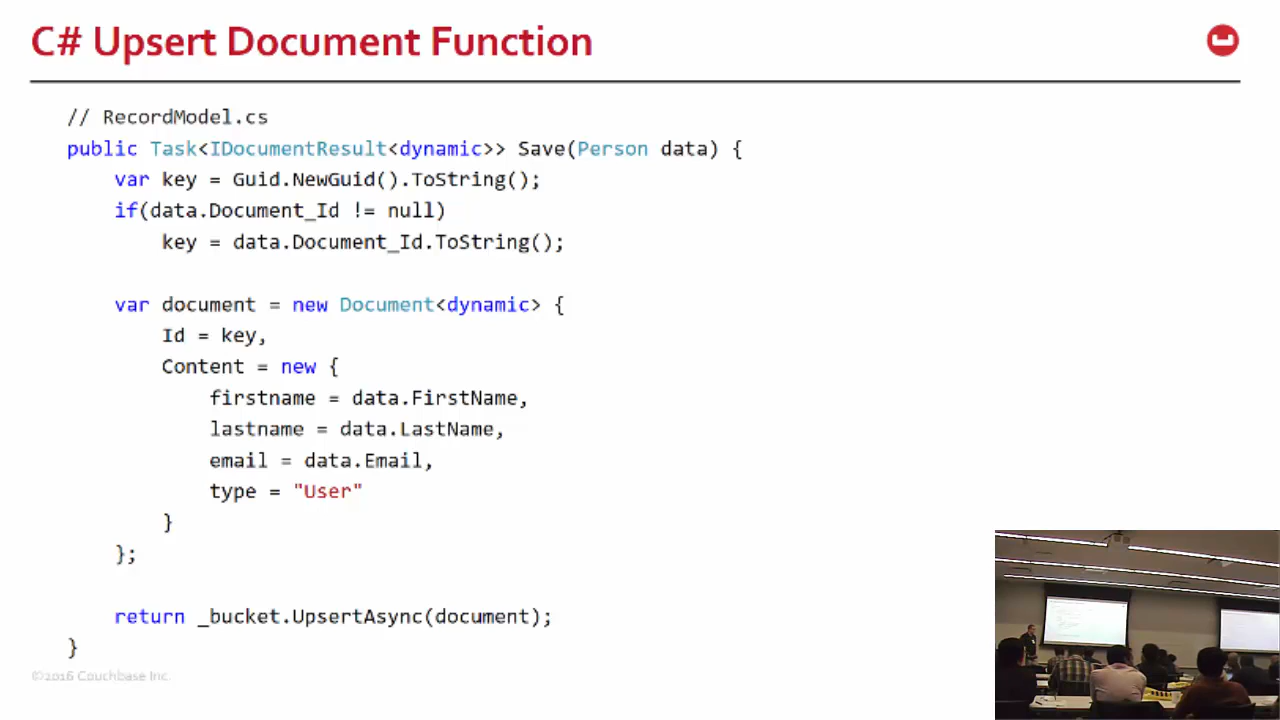 C# Upsert Document Function
// RecordModel.cs
public Task<IDocumentResult<dynamic>> Save(Person data) {
var key = Guid.NewGuid().ToString();
if(data.Document_Id != null)
key = data.Document_Id.ToString();
var document = new Document<dynamic> {
Id = key,
Content = new {
firstname = data.FirstName,
lastname = data.LastName,
email = data.Email,
type = "User"
}
};
return _bucket.UpsertAsync(document);
}
©2016 Couchbase Inc.